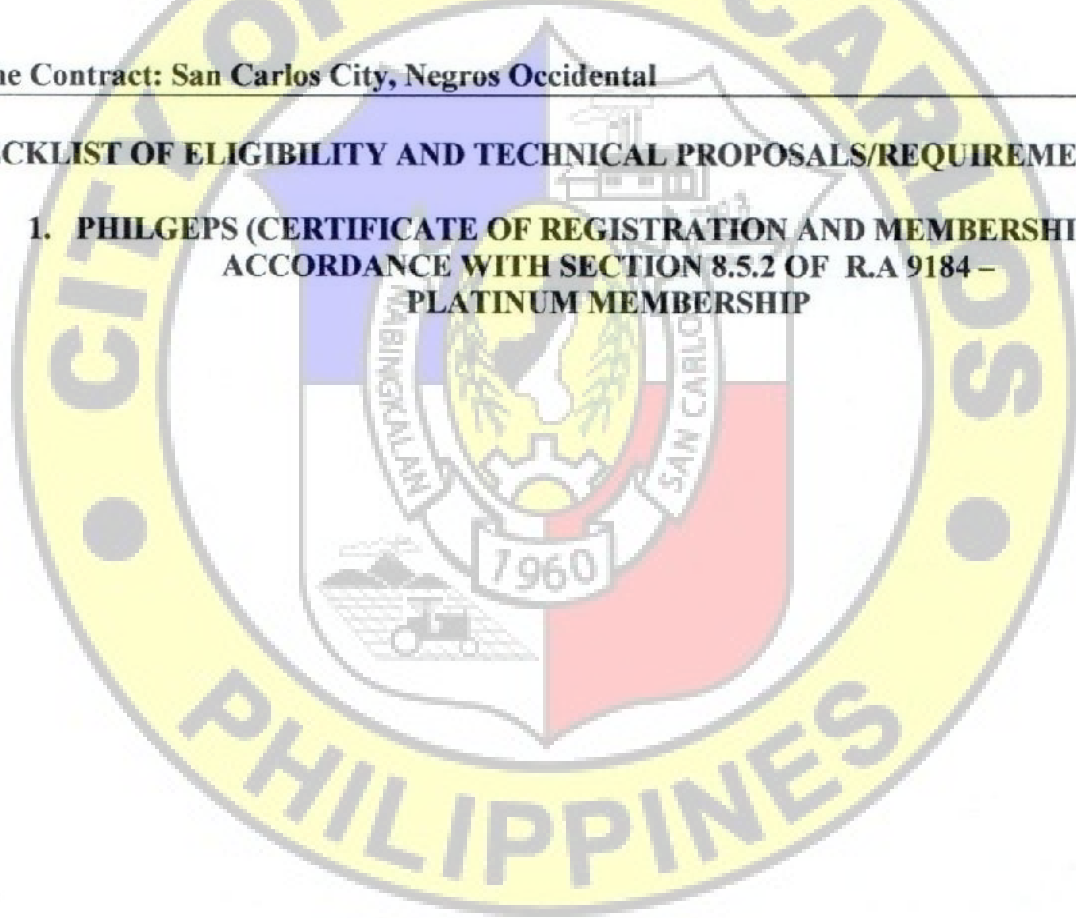 ne Contract: San Carlos City, Negros Occidental
CKLIST OF ELIGIBILITY AND TECHNICAL PROPOSALS/REQUIREME
1. PHILGEPS (CERTIFICATE OF REGISTRATION AND MEMBERSHI
ACCORDANCE WITH SECTION 8.5.2 OF R.A 9184 –
PLATINUM MEMBERSHIP
CITY OF
CARLOS
PHILIPPINES
NABINGKALAN
SAN CARLOS
1960